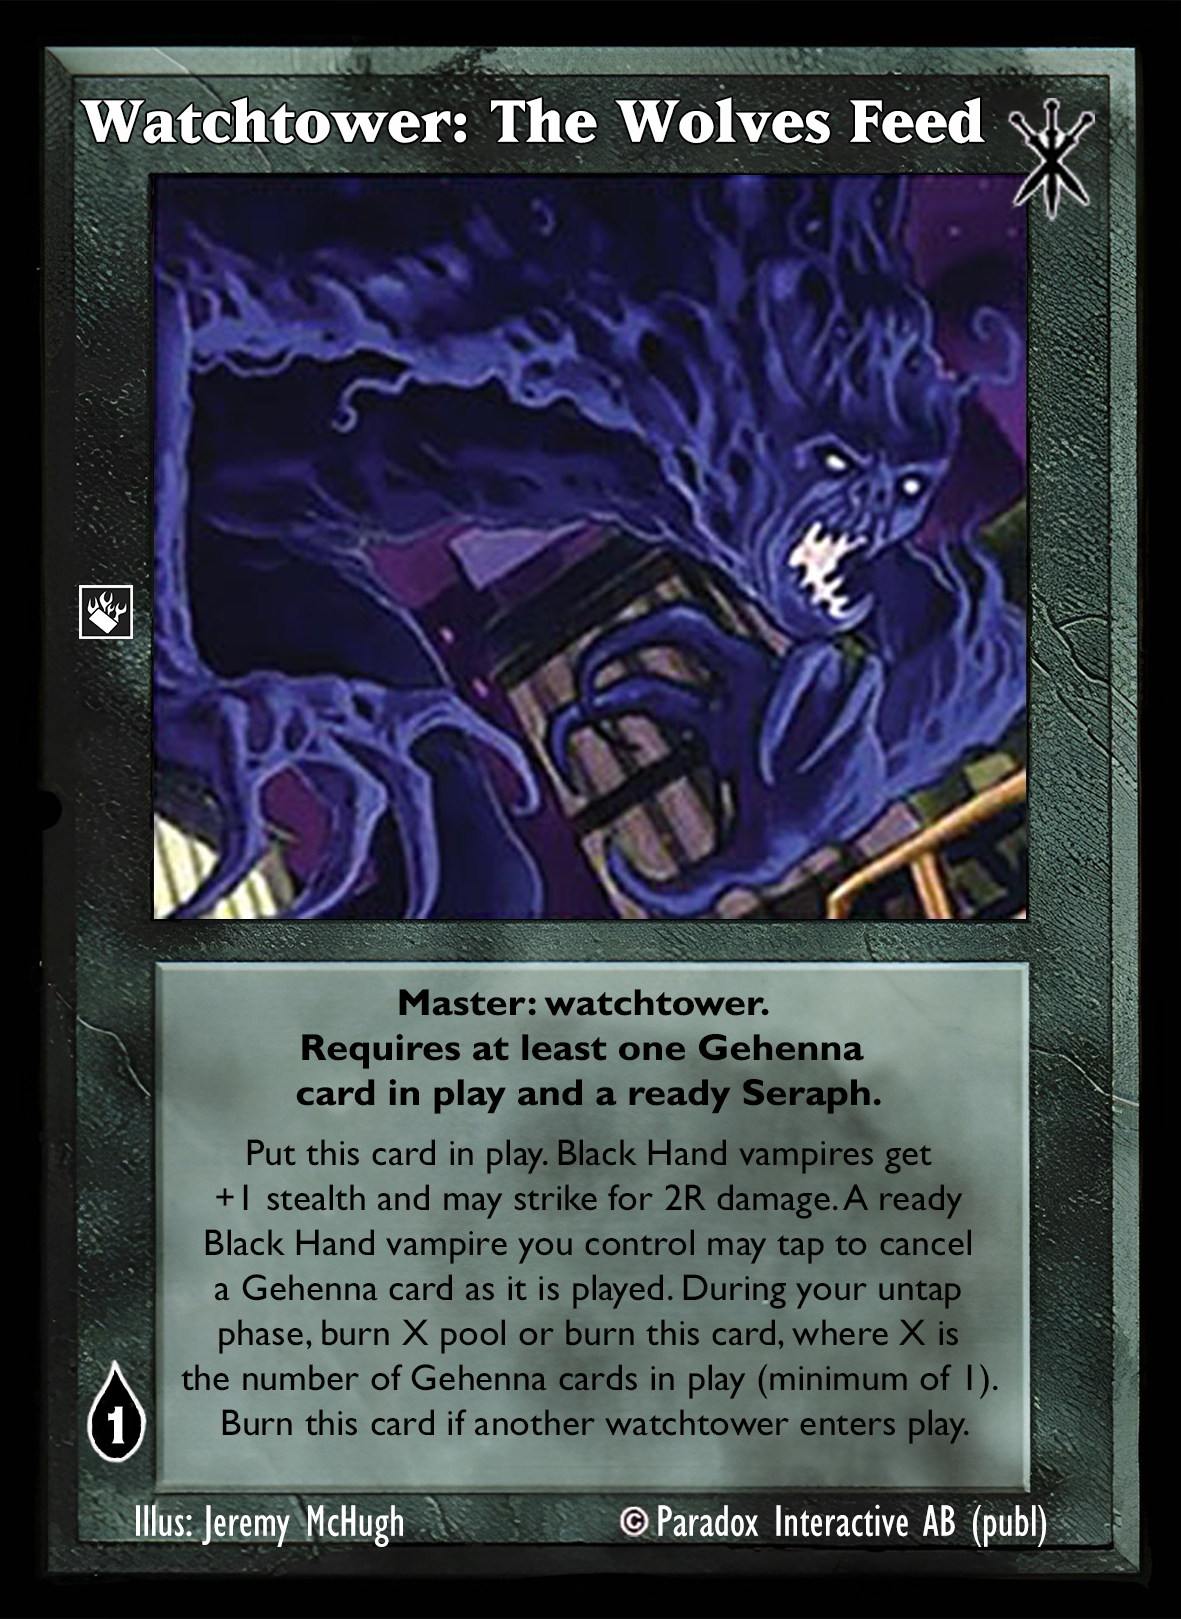 Watchtower: The Wolves Feed
Master: watchtower.
Requires at least one Gehenna
card in play and a ready Seraph.
Put this card in play. Black Hand vampires get
+1 stealth and may strike for 2R damage. A ready
Black Hand vampire you control may tap to cancel
a Gehenna card as it is played. During your untap
phase, burn X pool or burn this card, where X is
the number of Gehenna cards in play (minimum of 1).
Burn this card if another watchtower enters play.
1
Illus: Jeremy McHugh
© Paradox Interactive AB (publ)